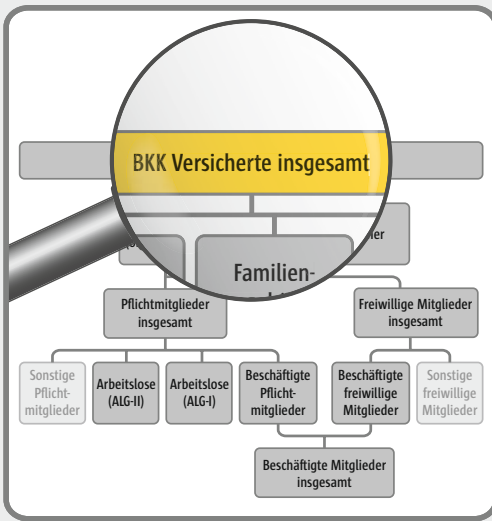 BKK Versicherte insgesamt
Familien-
Pflichtmitglieder
insgesamt
Freiwillige Mitglieder
insgesamt
Sonstige
Pflicht-
mitglieder
Arbeitslose
(ALG-II)
Arbeitslose
(ALG-I)
Beschäftigte
Pflicht-
mitglieder
Beschäftigte
freiwillige
Mitglieder
Sonstige
freiwillige
Mitglieder
Beschäftigte Mitglieder
insgesamt